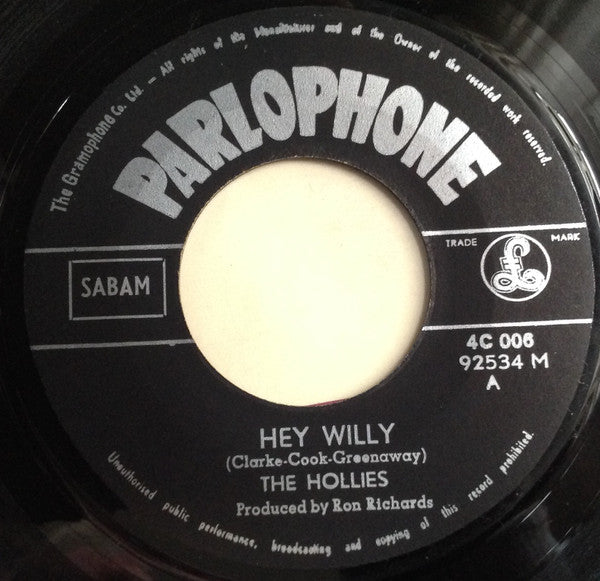 The Gramophone Co. Ltd. – All rights of the Manufacturer and of the Owner of the recorded work reserved.
PARLOPHONE
SABAM
TRADE MARK
£
4C 006
92534 M
A
HEY WILLY
(Clarke-Cook-Greenaway)
THE HOLLIES
Produced by Ron Richards
Unauthorised public performance, broadcasting and copying of this record prohibited.